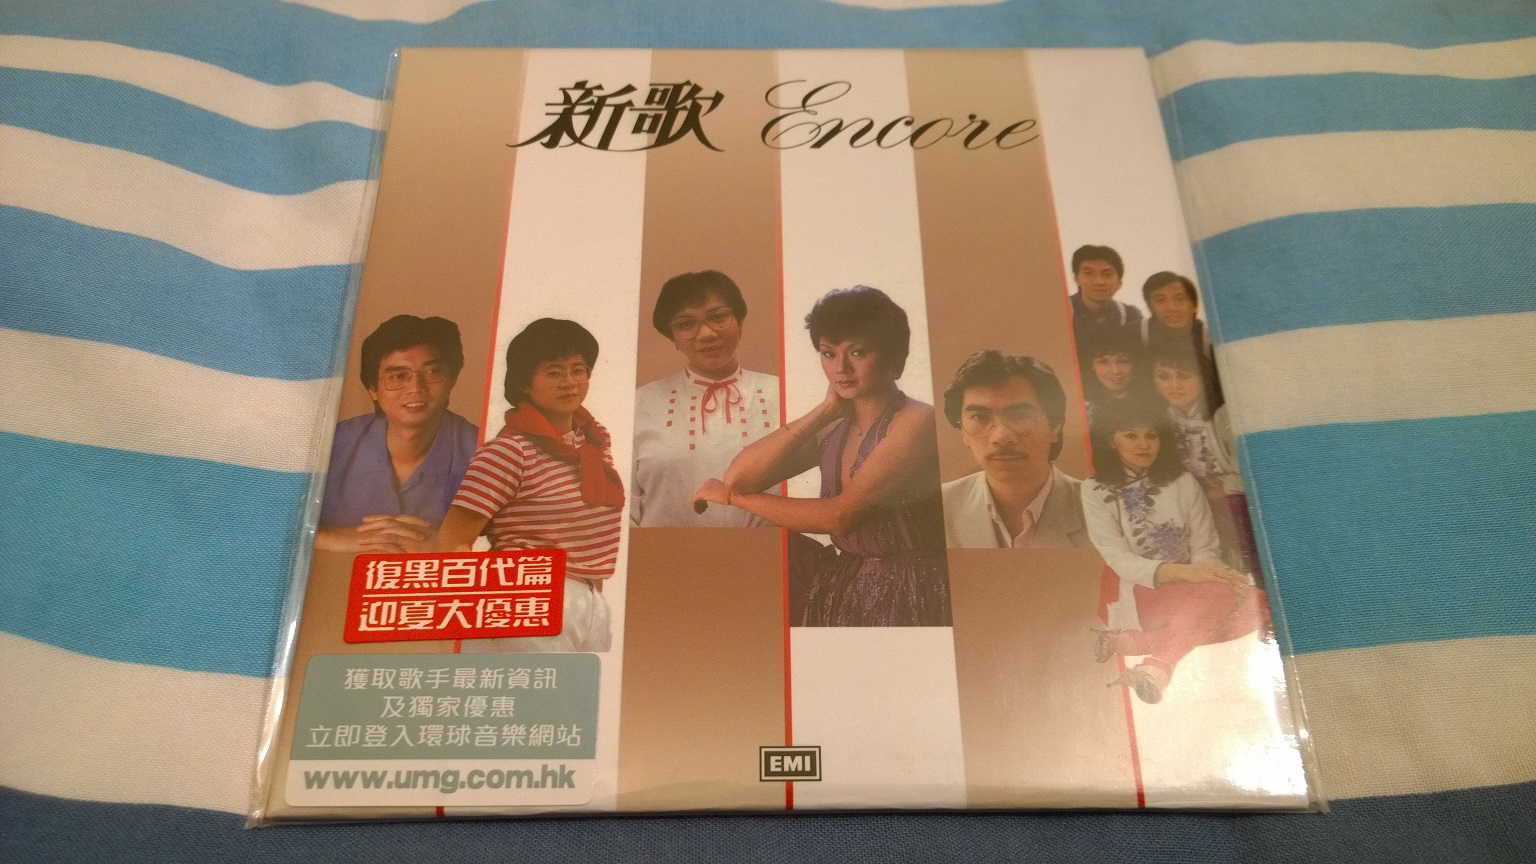 新歌 Encore
復黑百代篇
迎夏大優惠
獲取歌手最新資訊
及獨家優惠
立即登入環球音樂網站
www.umg.com.hk
EMI